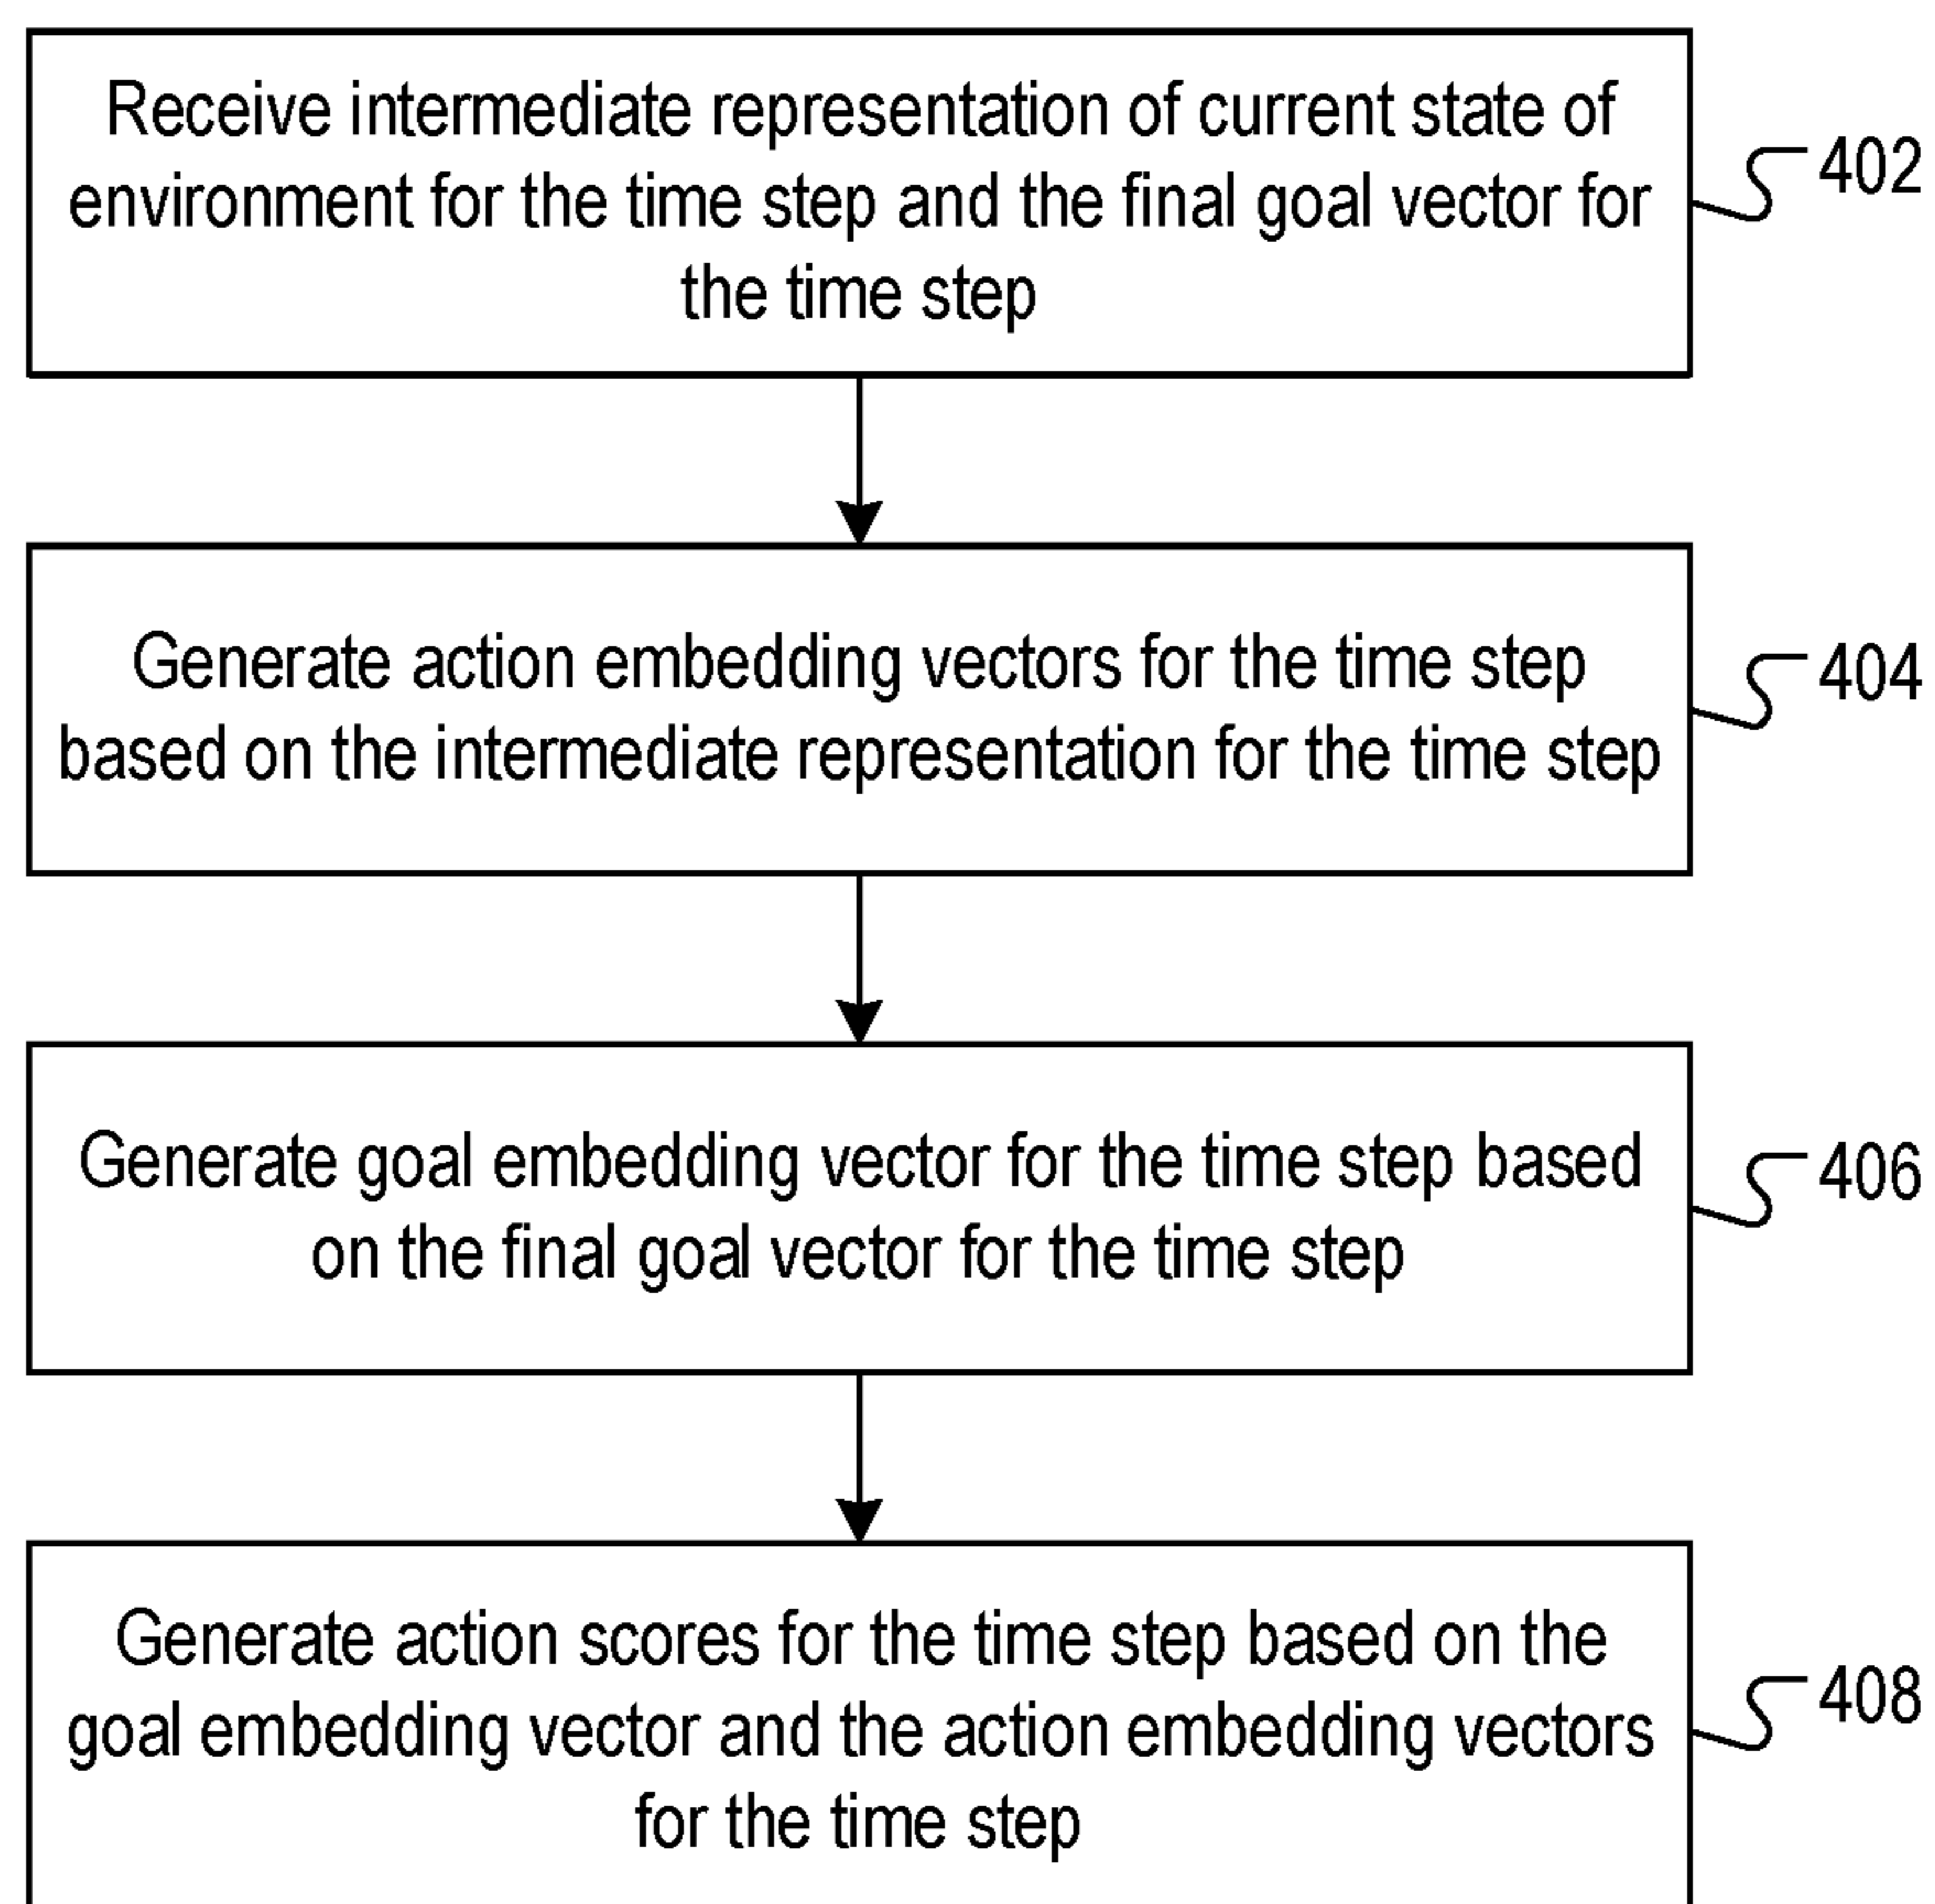 Receive intermediate representation of current state of
environment for the time step and the final goal vector for
the time step
402
Generate action embedding vectors for the time step
based on the intermediate representation for the time step
404
Generate goal embedding vector for the time step based
on the final goal vector for the time step
406
Generate action scores for the time step based on the
goal embedding vector and the action embedding vectors
for the time step
408